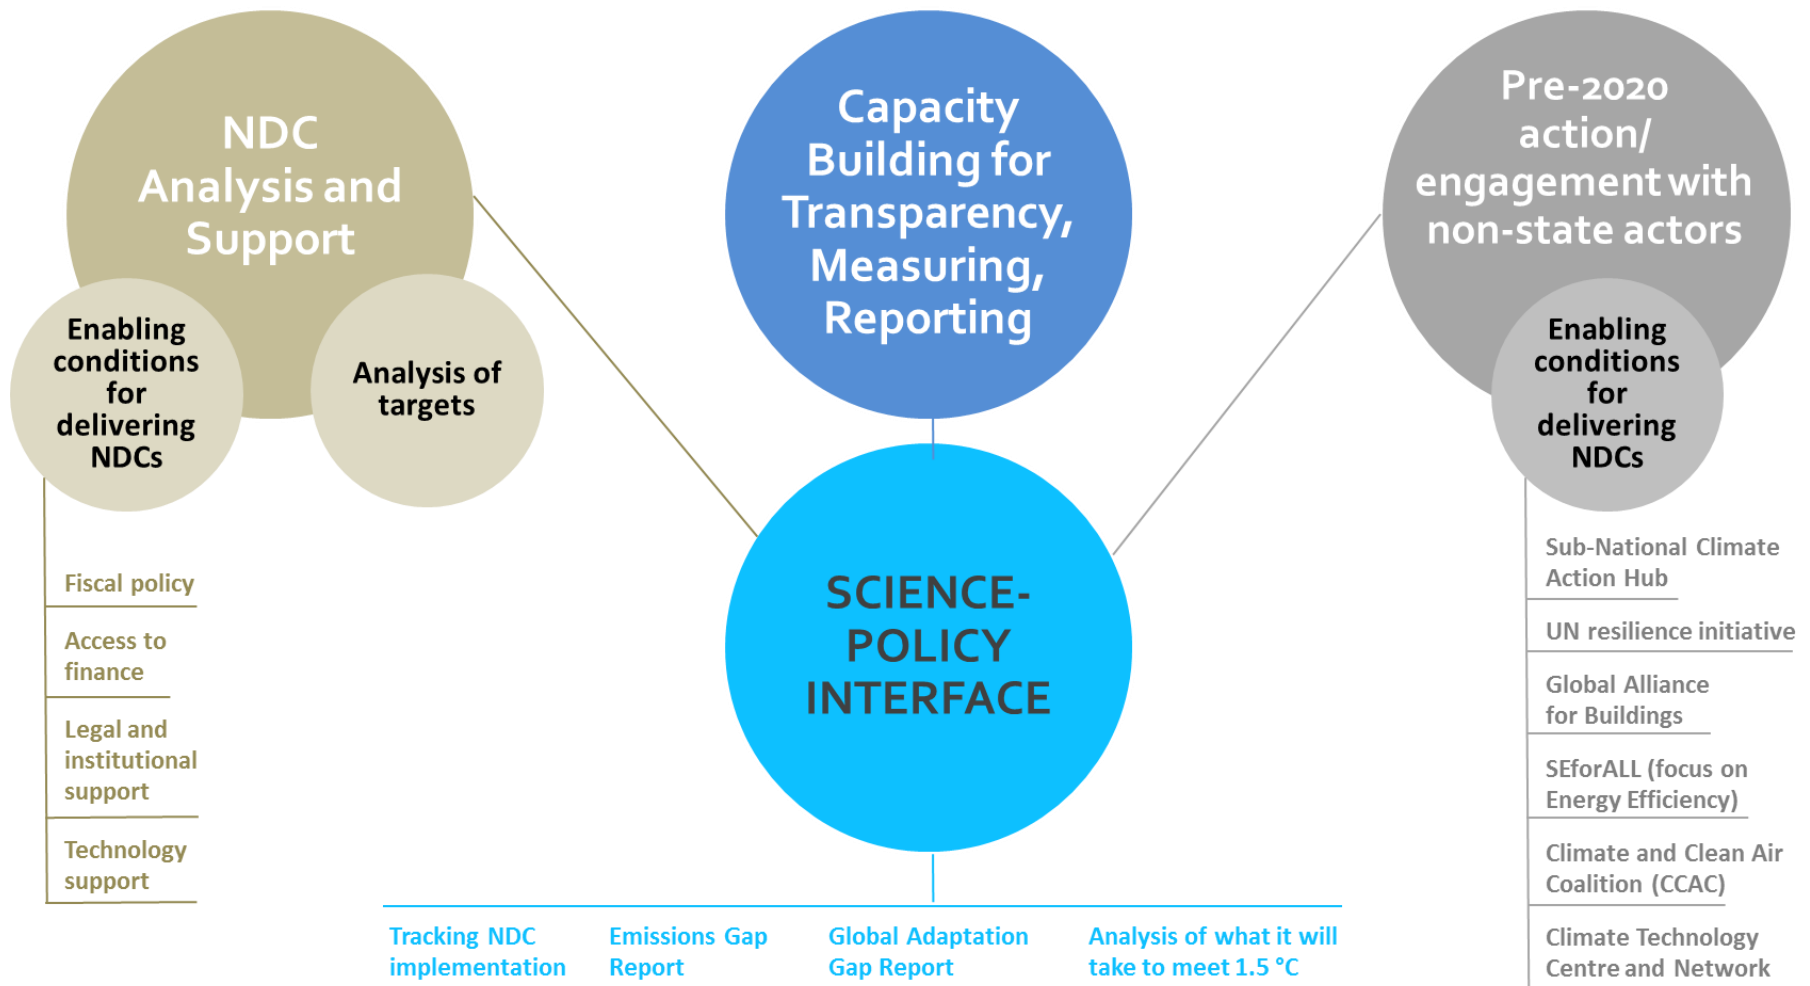 NDC
Analysis and
Support
Enabling
conditions
for
delivering
NDCs
Analysis of
targets
Fiscal policy
Access to
finance
Legal and
institutional
support
Technology
support
Capacity
Building for
Transparency,
Measuring,
Reporting
SCIENCE-
POLICY
INTERFACE
Tracking NDC
implementation
Emissions Gap
Report
Global Adaptation
Gap Report
Analysis of what it will
take to meet 1.5 °C
Pre-2020
action/
engagement with
non-state actors
Enabling
conditions
for
delivering
NDCs
Sub-National Climate
Action Hub
UN resilience initiative
Global Alliance
for Buildings
SEforALL (focus on
Energy Efficiency)
Climate and Clean Air
Coalition (CCAC)
Climate Technology
Centre and Network